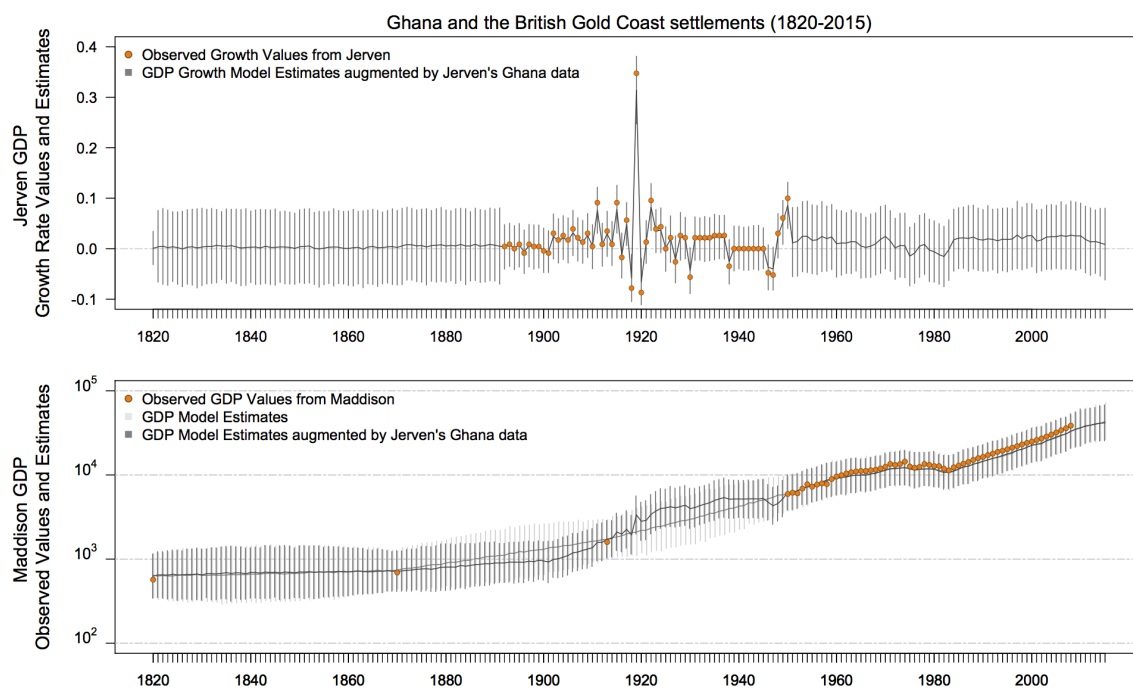 Ghana and the British Gold Coast settlements (1820-2015)
Jerven GDP
Growth Rate Values and Estimates
Observed Growth Values from Jerven
GDP Growth Model Estimates augmented by Jerven's Ghana data
0.4
0.3
0.2
0.1
0.0
-0.1
1820 1840 1860 1880 1900 1920 1940 1960 1980 2000
Maddison GDP
Observed Values and Estimates
Observed GDP Values from Maddison
GDP Model Estimates
GDP Model Estimates augmented by Jerven's Ghana data
10^5
10^4
10^3
10^2
1820 1840 1860 1880 1900 1920 1940 1960 1980 2000